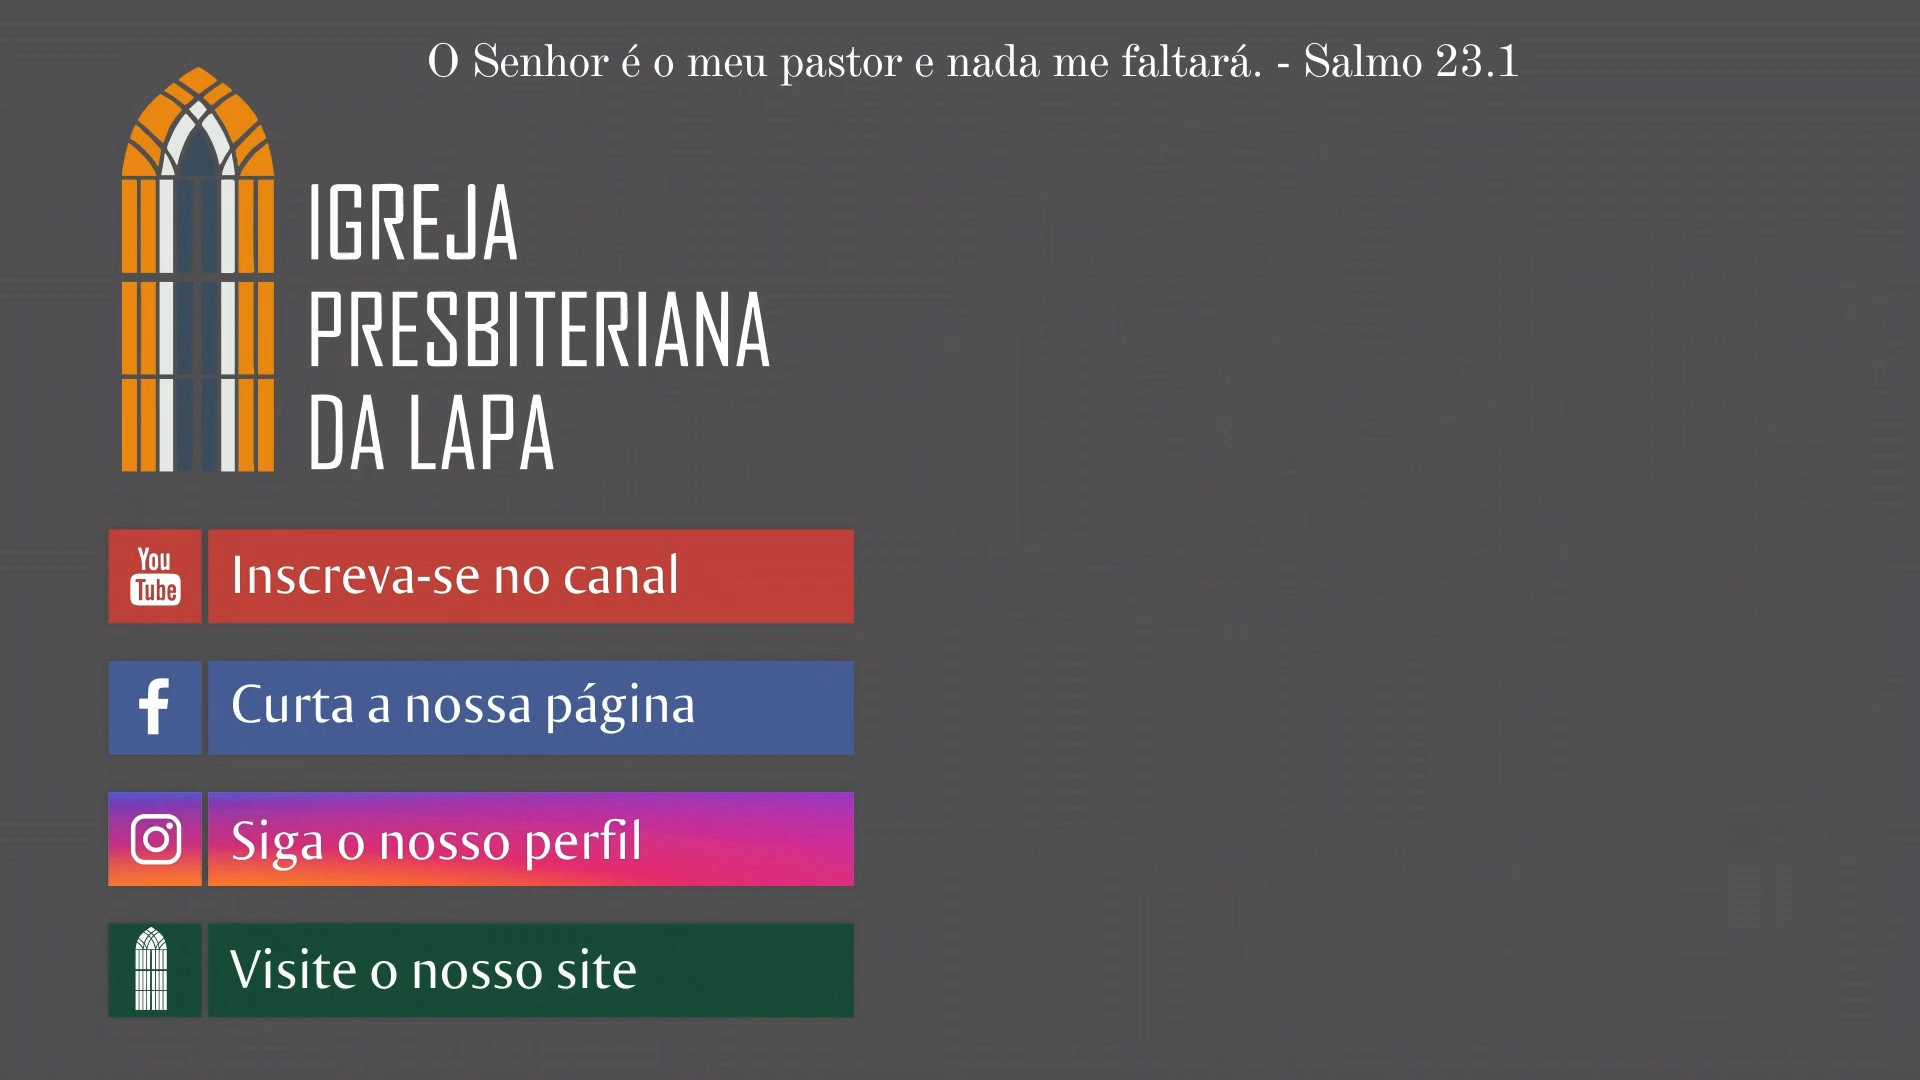 O Senhor é o meu pastor e nada me faltará. - Salmo 23.1
IGREJA
PRESBITERIANA
DA LAPA
You
Tube
Inscreva-se no canal
f
Curta a nossa página
Siga o nosso perfil
Visite o nosso site